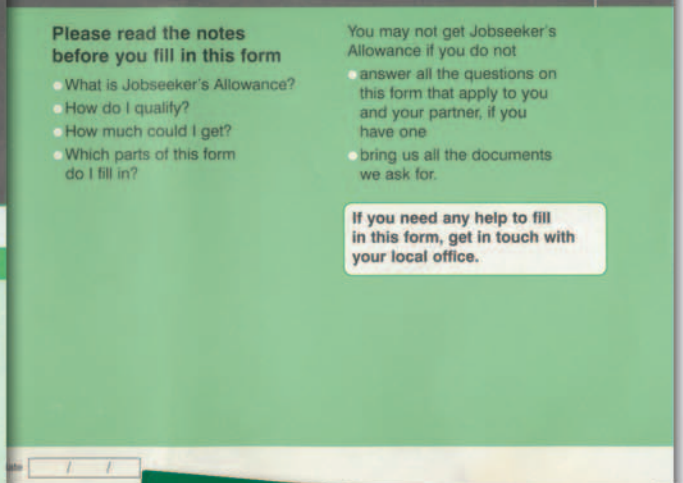 Please read the notes
before you fill in this form
What is Jobseeker's Allowance?
How do I qualify?
How much could I get?
Which parts of this form
do I fill in?
You may not get Jobseeker's
Allowance if you do not
answer all the questions on
this form that apply to you
and your partner, if you
have one
bring us all the documents
we ask for.
If you need any help to fill
in this form, get in touch with
your local office.
/ /